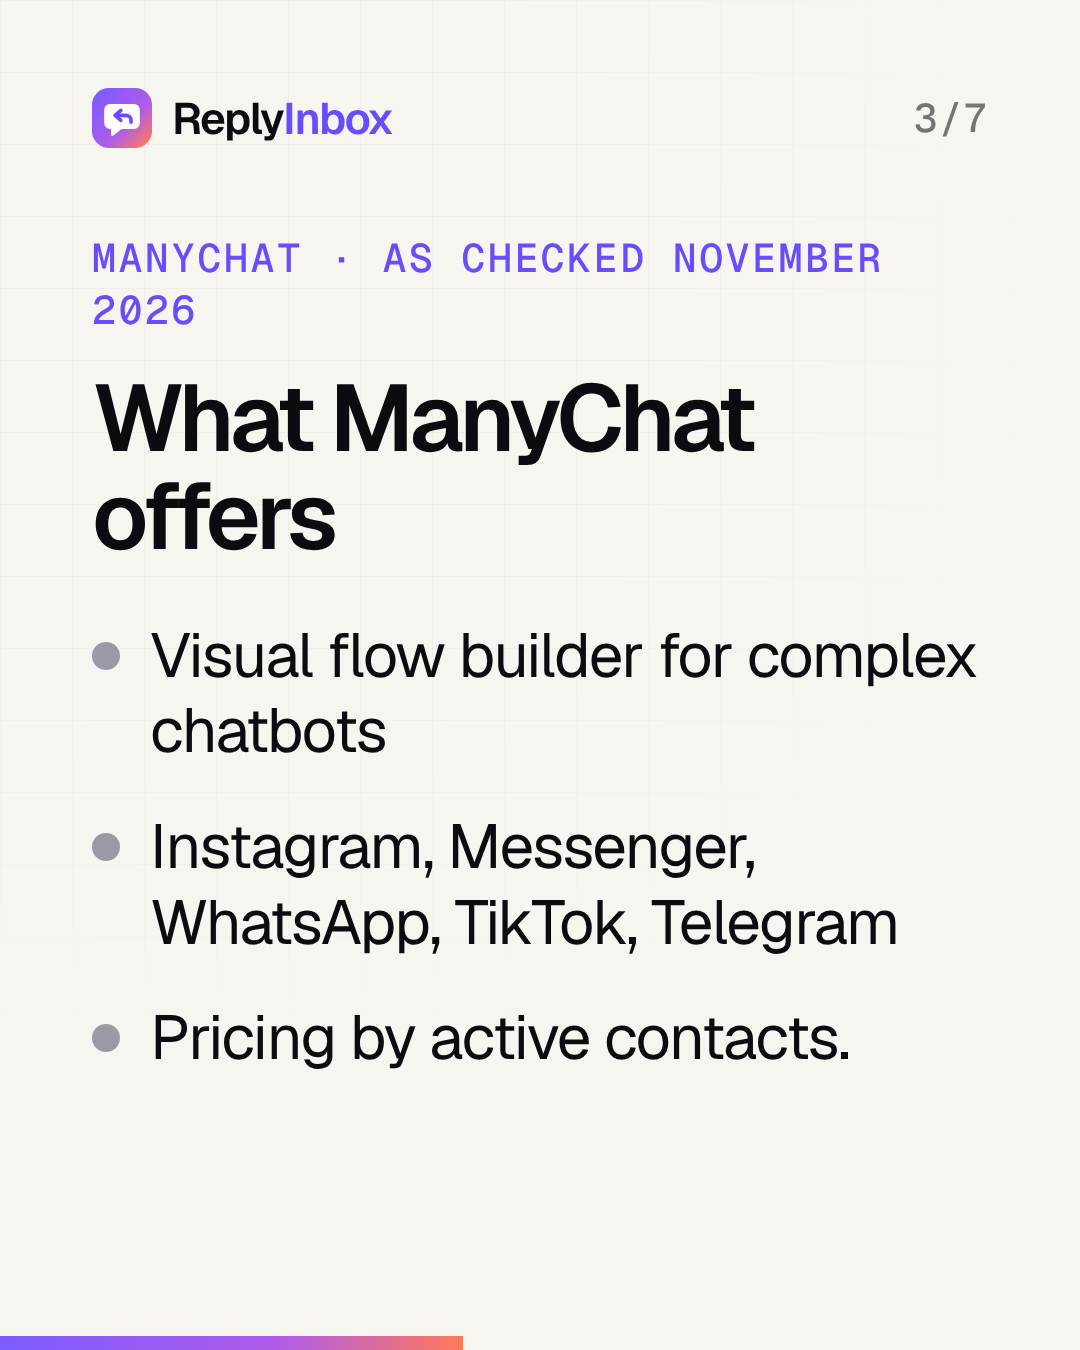 ReplyInbox
3/7
MANYCHAT · AS CHECKED NOVEMBER
2026
What ManyChat
offers
Visual flow builder for complex
chatbots
Instagram, Messenger,
WhatsApp, TikTok, Telegram
Pricing by active contacts.